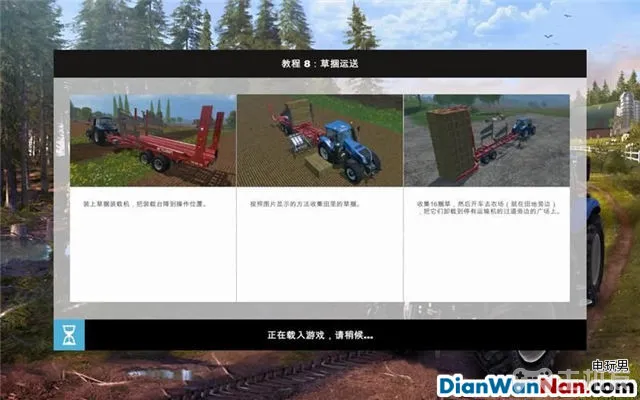 教程 8：草捆运送
装上草捆装载机，把装载台降到操作位置。
按照图片显示的方法收集田里的草捆。
收集16捆草，然后开车去农场（就在田地旁边）
，把它们卸载到停有运输机的过道旁边的广场上。
正在载入游戏，请稍候...
电玩男
DianWanNan.com